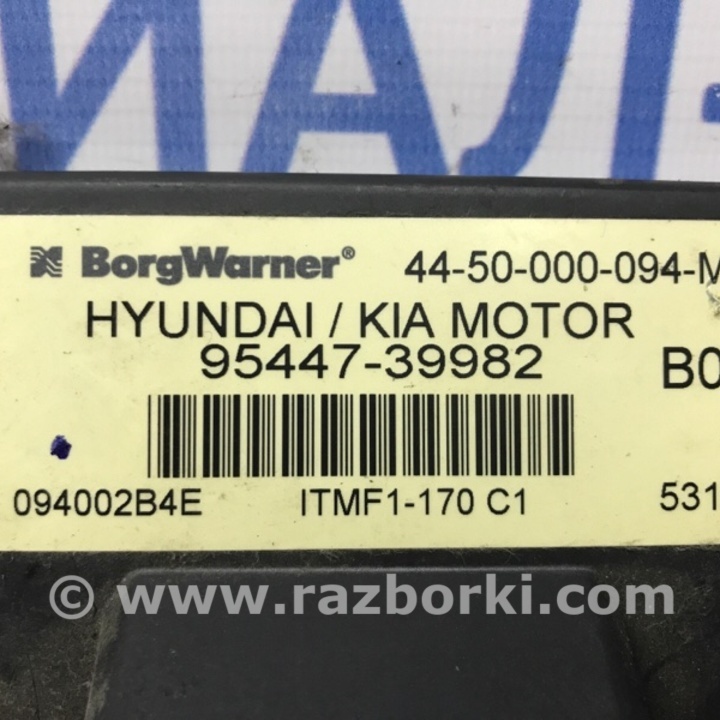 ИАЛ
BorgWarner® 44-50-000-094-M
HYUNDAI / KIA MOTOR
95447-39982
B0
094002B4E ITMF1-170 C1 531
© www.razborki.com